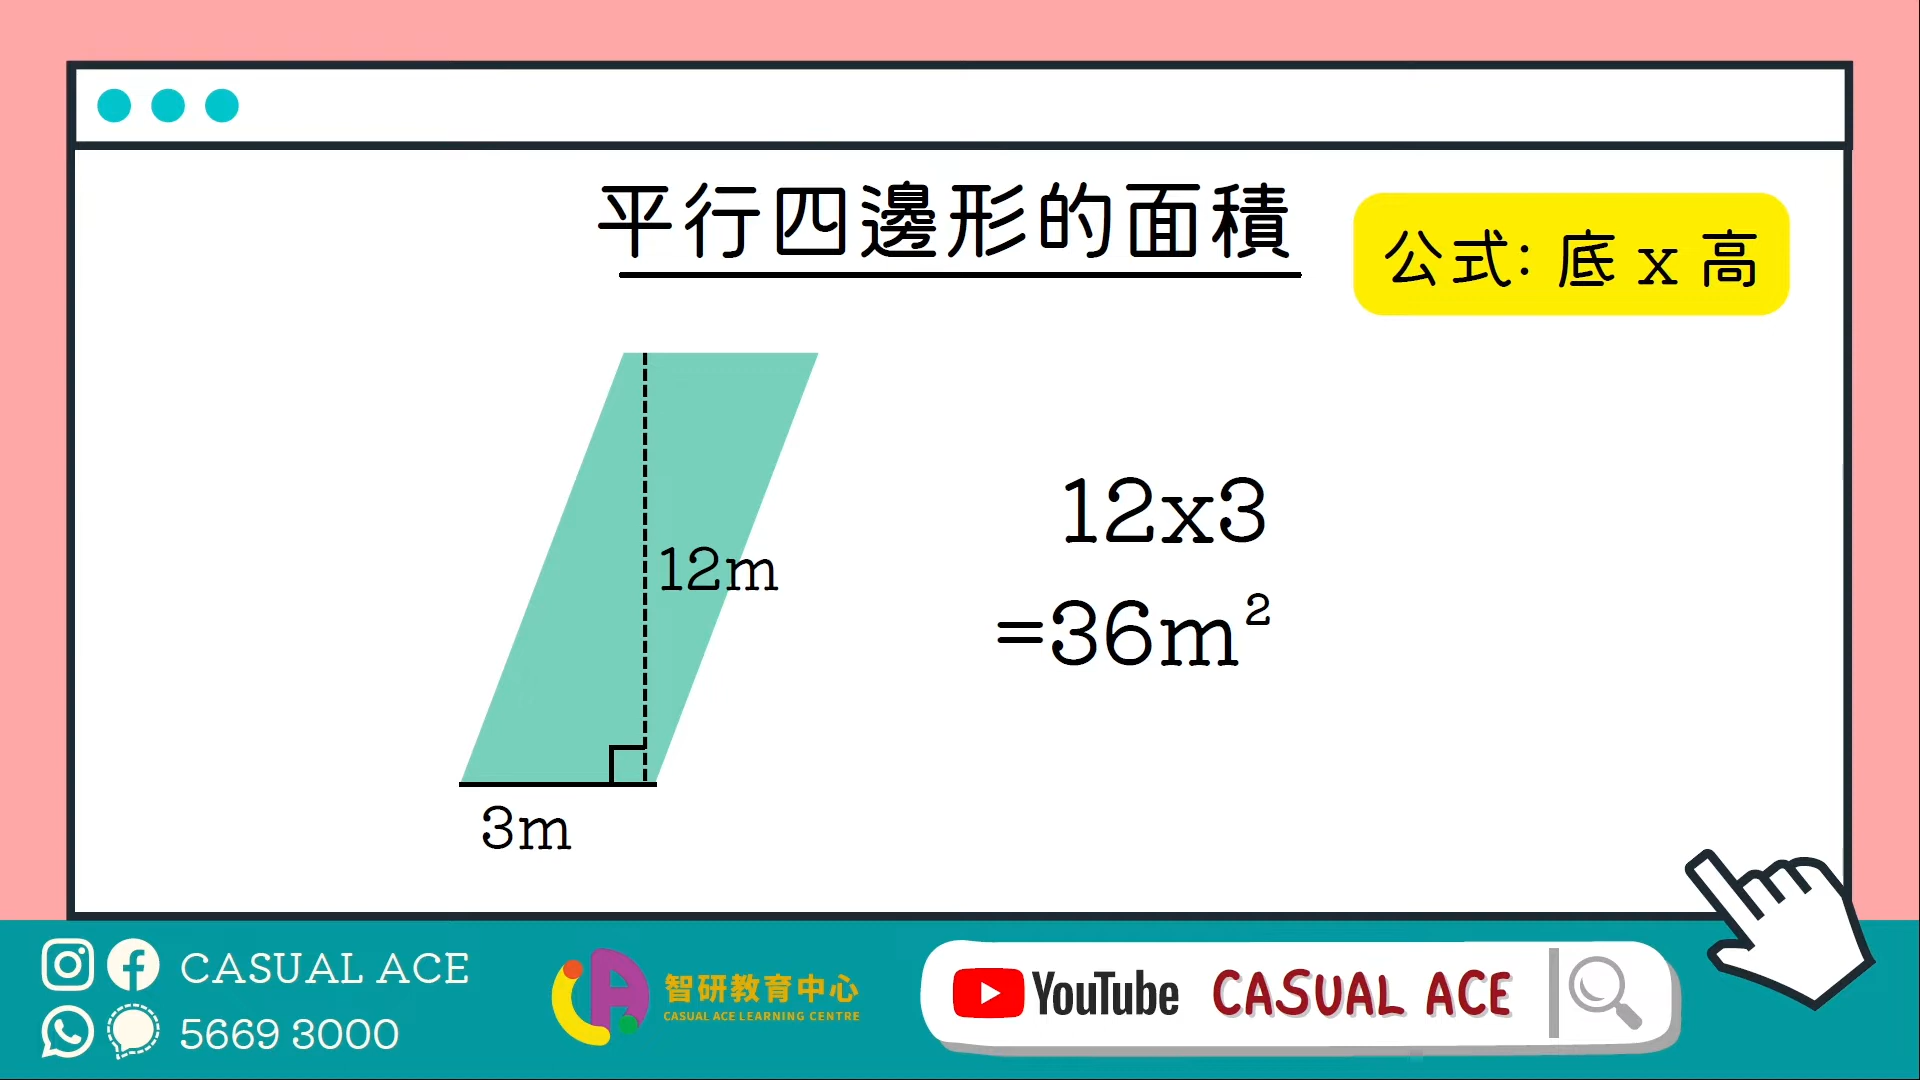 平行四邊形的面積
公式: 底 x 高
12m
3m
12x3
=36m²
CASUAL ACE
5669 3000
智研教育中心
CASUAL ACE LEARNING CENTRE
YouTube CASUAL ACE